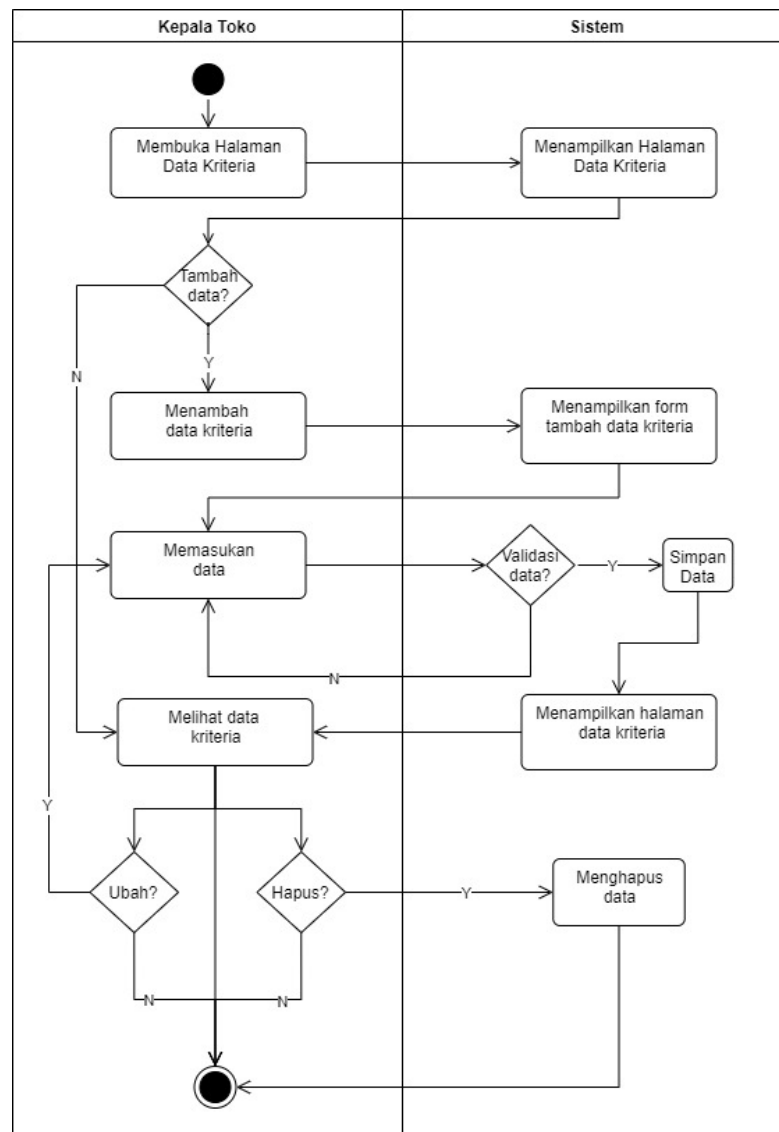 Kepala Toko
Sistem
Membuka Halaman
Data Kriteria
Menampilkan Halaman
Data Kriteria
Tambah
data?
N
Y
Menambah
data kriteria
Menampilkan form
tambah data kriteria
Memasukan
data
Validasi
data?
Y
Simpan
Data
N
Melihat data
kriteria
Menampilkan halaman
data kriteria
Y
Ubah?
Hapus?
Y
Menghapus
data
N
N